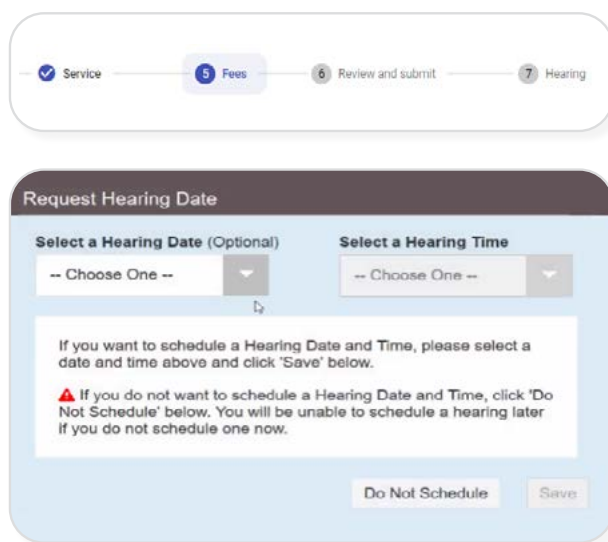 Service 5 Fees 6 Review and submit 7 Hearing
Request Hearing Date
Select a Hearing Date (Optional) Select a Hearing Time
-- Choose One -- -- Choose One --
If you want to schedule a Hearing Date and Time, please select a
date and time above and click 'Save' below.
If you do not want to schedule a Hearing Date and Time, click 'Do
Not Schedule' below. You will be unable to schedule a hearing later
if you do not schedule one now.
Do Not Schedule Save